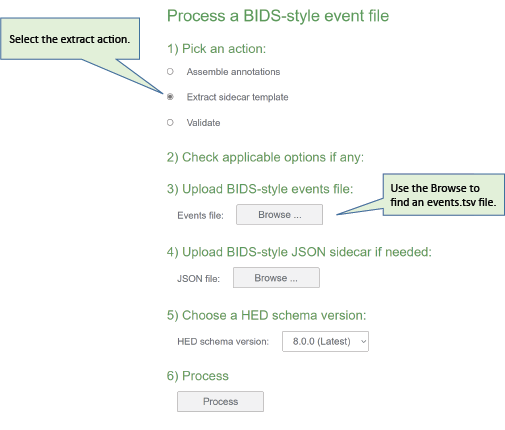 Process a BIDS-style event file
Select the extract action.
1) Pick an action:
Assemble annotations
Extract sidecar template
Validate
2) Check applicable options if any:
3) Upload BIDS-style events file:
Use the Browse to
find an events.tsv file.
Events file: Browse ...
4) Upload BIDS-style JSON sidecar if needed:
JSON file: Browse ...
5) Choose a HED schema version:
HED schema version: 8.0.0 (Latest)
6) Process
Process